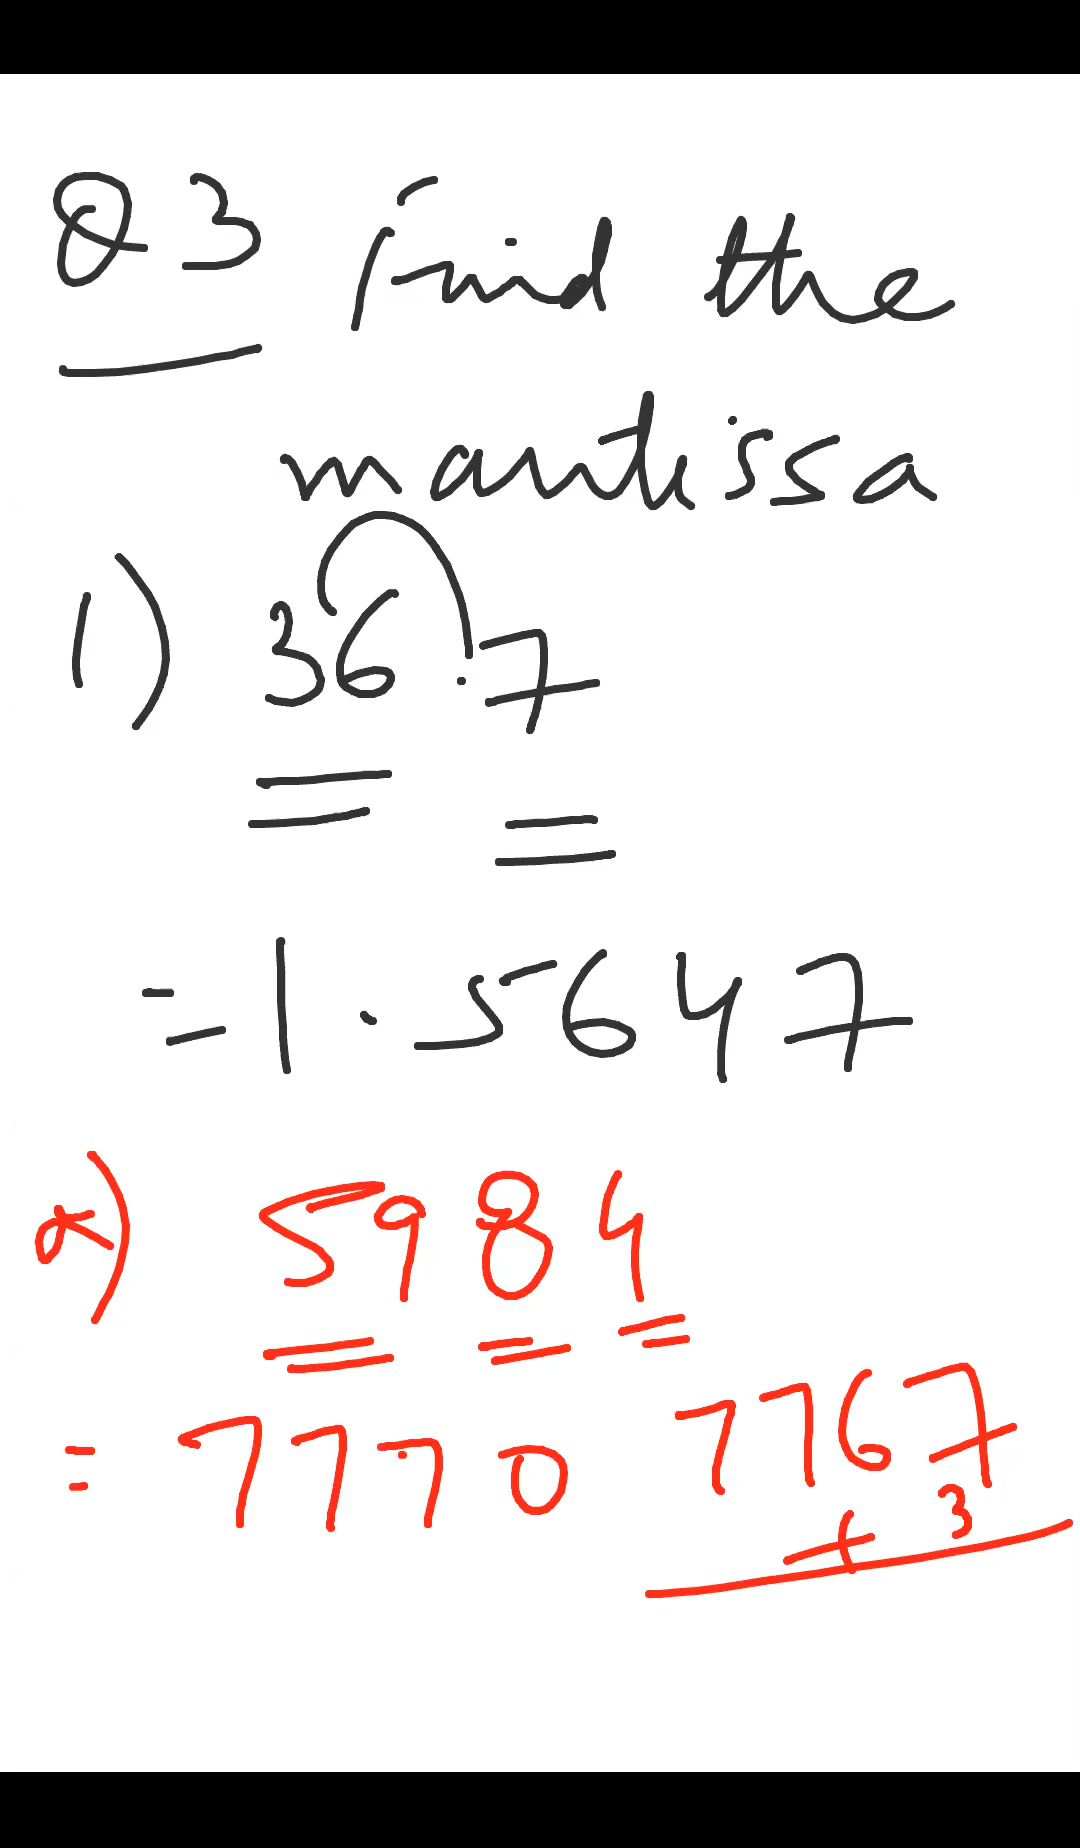 Q3 Find the
mantissa
1) 36.7
= 1.5647
2) 5984
= 7770 7767
+ 3